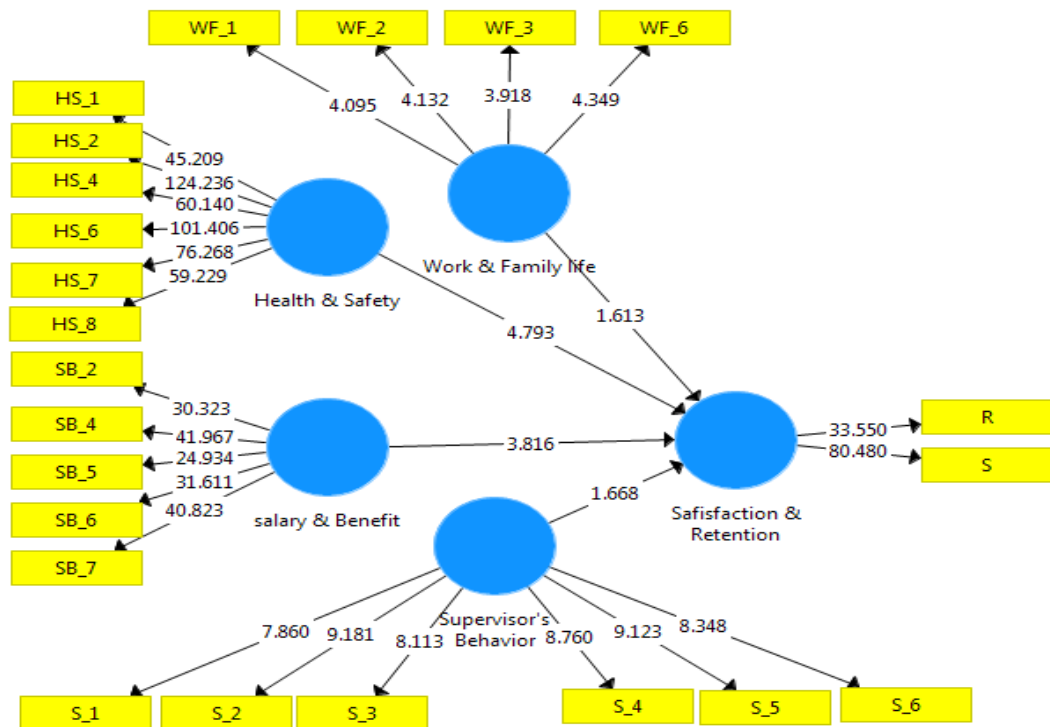 WF_1
WF_2
WF_3
WF_6
4.095
4.132
3.918
4.349
HS_1
HS_2
HS_4
HS_6
HS_7
HS_8
45.209
124.236
60.140
101.406
76.268
59.229
Health & Safety
Work & Family life
4.793
1.613
SB_2
SB_4
SB_5
SB_6
SB_7
30.323
41.967
24.934
31.611
40.823
salary & Benefit
3.816
1.668
33.550
80.480
R
S
Safisfaction &
Retention
Supervisor's
Behavior
7.860
9.181
8.113
8.760
9.123
8.348
S_1
S_2
S_3
S_4
S_5
S_6